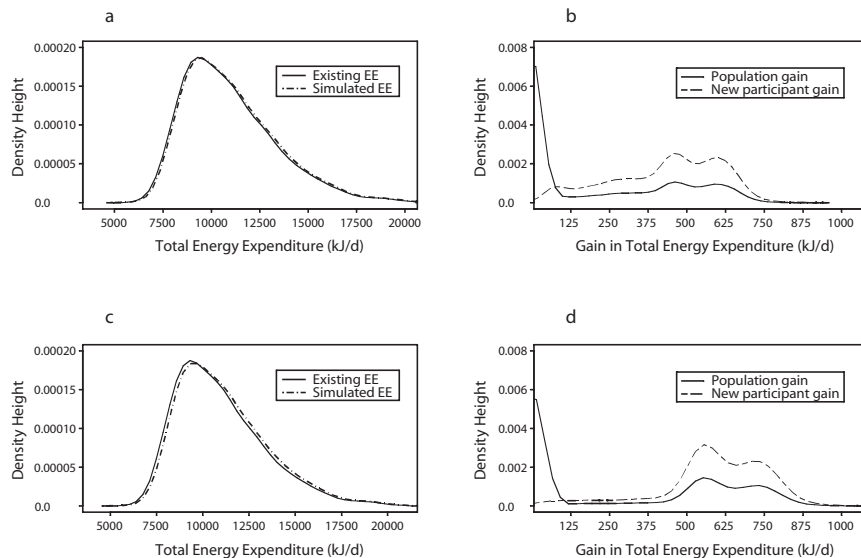 a
0.00020
0.00015
0.00010
0.00005
0.0
Density Height
Existing EE
Simulated EE
5000 7500 10000 12500 15000 17500 20000
Total Energy Expenditure (kJ/d)
b
0.008
0.006
0.004
0.002
0.0
Density Height
Population gain
New participant gain
125 250 375 500 625 750 875 1000
Gain in Total Energy Expenditure (kJ/d)
c
0.00020
0.00015
0.00010
0.00005
0.0
Density Height
Existing EE
Simulated EE
5000 7500 10000 12500 15000 17500 20000
Total Energy Expenditure (kJ/d)
d
0.008
0.006
0.004
0.002
0.0
Density Height
Population gain
New participant gain
125 250 375 500 625 750 875 1000
Gain in Total Energy Expenditure (kJ/d)